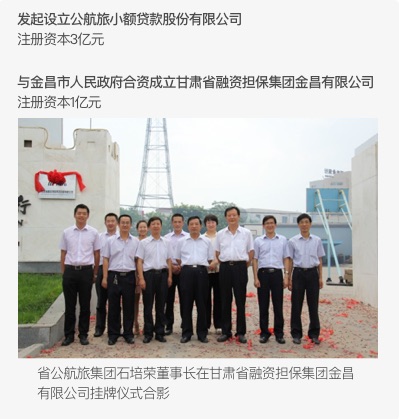 发起设立公航旅小额贷款股份有限公司
注册资本3亿元
与金昌市人民政府合资成立甘肃省融资担保集团金昌有限公司
注册资本1亿元
省公航旅集团石培荣董事长在甘肃省融资担保集团金昌
有限公司挂牌仪式合影